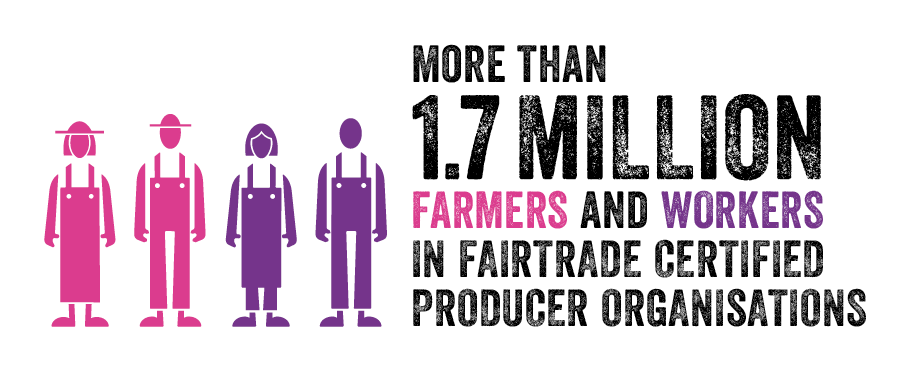 MORE THAN
1.7 MILLION
FARMERS AND WORKERS
IN FAIRTRADE CERTIFIED
PRODUCER ORGANISATIONS